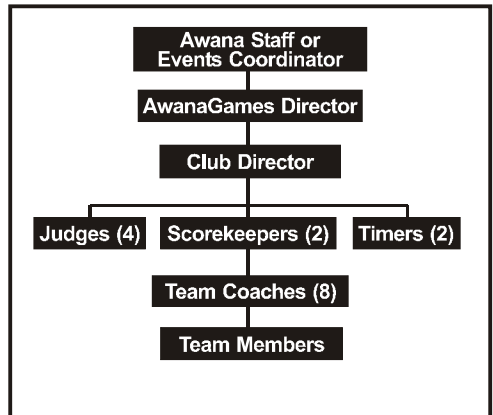 Awana Staff or
Events Coordinator
AwanaGames Director
Club Director
Judges (4)
Scorekeepers (2)
Timers (2)
Team Coaches (8)
Team Members